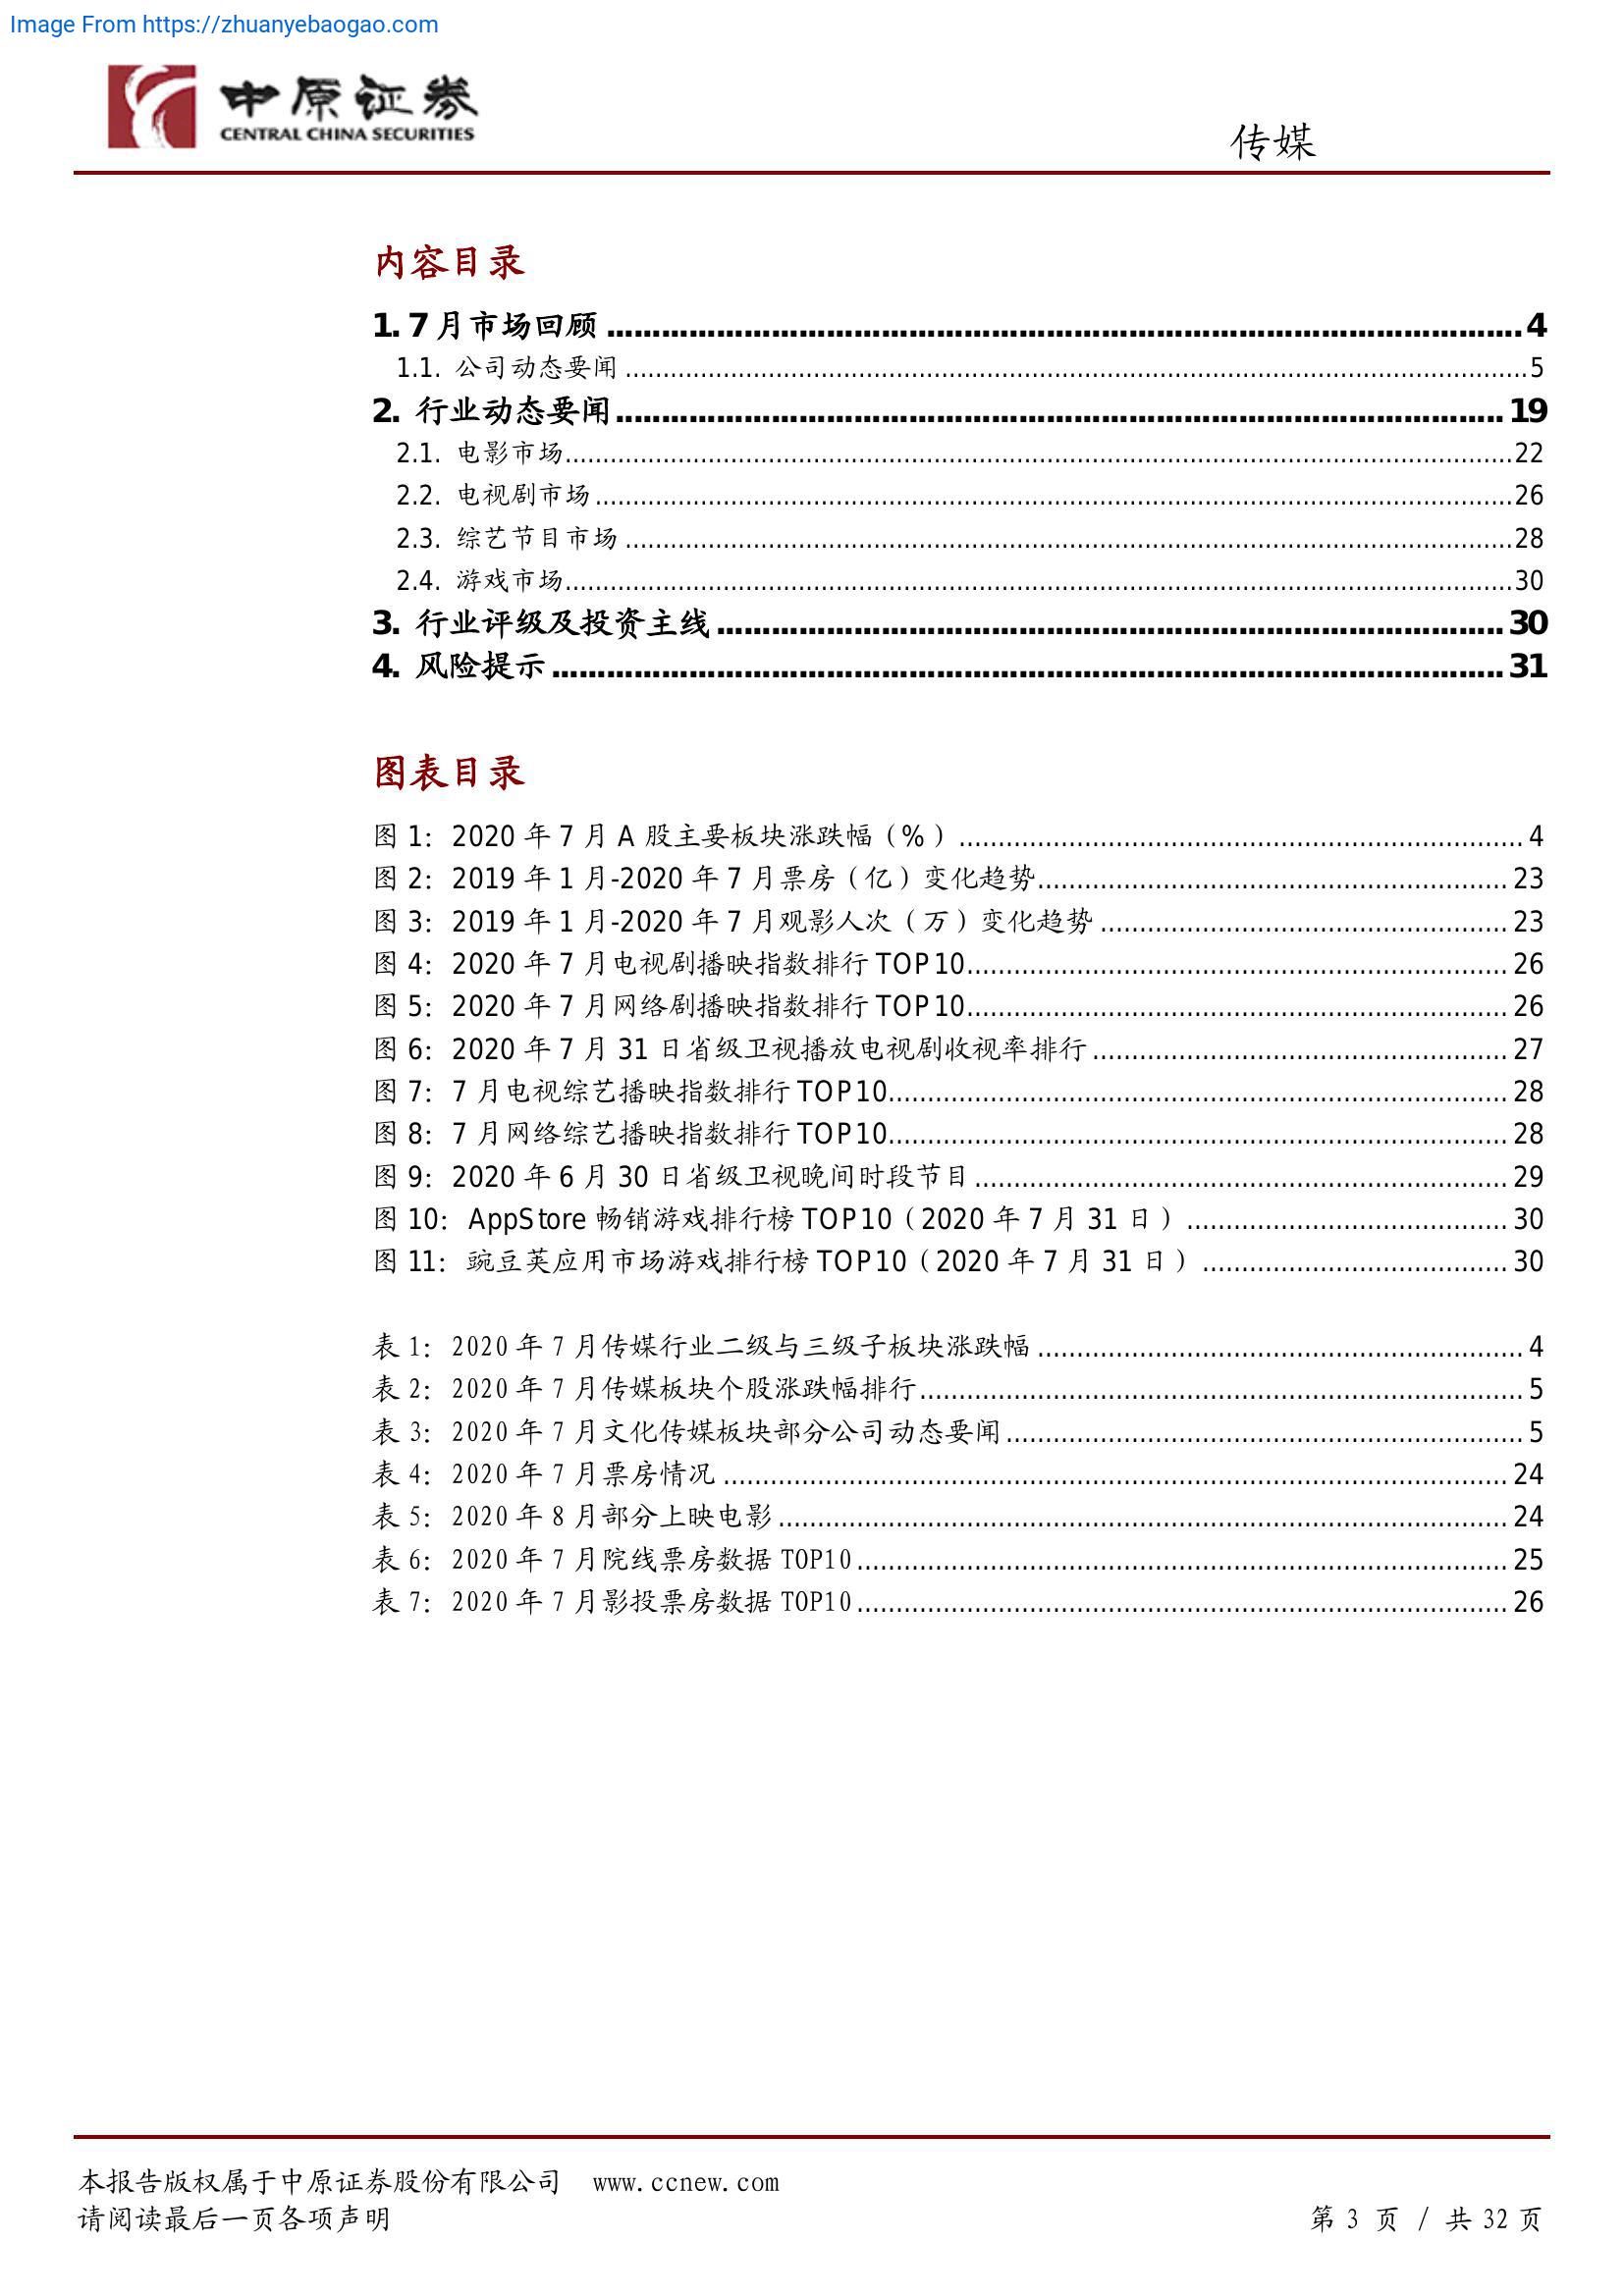 Image From https://zhuanyebaogao.com
中原证券
CENTRAL CHINA SECURITIES
传媒
内容目录
1. 7 月市场回顾 ........ 4
1.1. 公司动态要闻 ........ 5
2. 行业动态要闻 ........ 19
2.1. 电影市场 ........ 22
2.2. 电视剧市场 ........ 26
2.3. 综艺节目市场 ........ 28
2.4. 游戏市场 ........ 30
3. 行业评级及投资主线 ........ 30
4. 风险提示 ........ 31
图表目录
图 1：2020 年 7 月 A 股主要板块涨跌幅（%） ........ 4
图 2：2019 年 1 月-2020 年 7 月票房（亿）变化趋势 ........ 23
图 3：2019 年 1 月-2020 年 7 月观影人次（万）变化趋势 ........ 23
图 4：2020 年 7 月电视剧播映指数排行 TOP10 ........ 26
图 5：2020 年 7 月网络剧播映指数排行 TOP10 ........ 26
图 6：2020 年 7 月 31 日省级卫视播放电视剧收视率排行 ........ 27
图 7：7 月电视综艺播映指数排行 TOP10 ........ 28
图 8：7 月网络综艺播映指数排行 TOP10 ........ 28
图 9：2020 年 6 月 30 日省级卫视晚间时段节目 ........ 29
图 10：AppStore 畅销游戏排行榜 TOP10（2020 年 7 月 31 日） ........ 30
图 11：豌豆荚应用市场游戏排行榜 TOP10（2020 年 7 月 31 日） ........ 30
表 1：2020 年 7 月传媒行业二级与三级子板块涨跌幅 ........ 4
表 2：2020 年 7 月传媒板块个股涨跌幅排行 ........ 5
表 3：2020 年 7 月文化传媒板块部分公司动态要闻 ........ 5
表 4：2020 年 7 月票房情况 ........ 24
表 5：2020 年 8 月部分上映电影 ........ 24
表 6：2020 年 7 月院线票房数据 TOP10 ........ 25
表 7：2020 年 7 月影投票房数据 TOP10 ........ 26
本报告版权属于中原证券股份有限公司 www.ccnew.com
请阅读最后一页各项声明 第 3 页 / 共 32 页